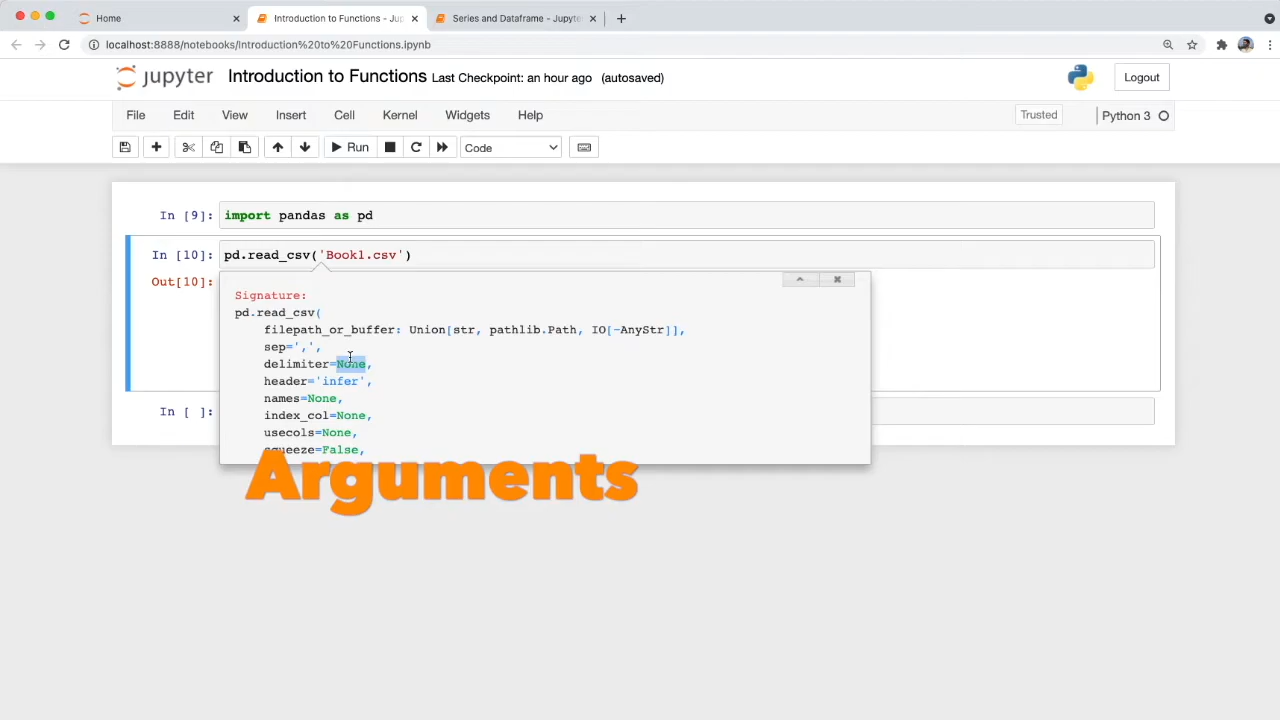 Home
Introduction to Functions - Jup
Series and Dataframe - Jupyte
localhost:8888/notebooks/Introduction%20to%20Functions.ipynb
jupyter Introduction to Functions Last Checkpoint: an hour ago (autosaved)
Logout
File Edit View Insert Cell Kernel Widgets Help
Trusted
Python 3
Run
Code
In [9]: import pandas as pd
In [10]: pd.read_csv('Book1.csv')
Out[10]:
Signature:
pd.read_csv(
filepath_or_buffer: Union[str, pathlib.Path, IO[~AnyStr]],
sep=',',
delimiter=None,
header='infer',
names=None,
index_col=None,
In [ ]:
usecols=None,
squeeze=False,
Arguments